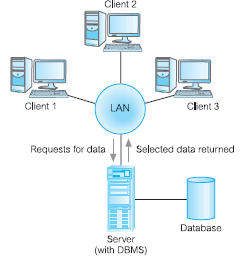 Client 2
Client 1
LAN
Client 3
Requests for data
Selected data returned
Server
(with DBMS)
Database